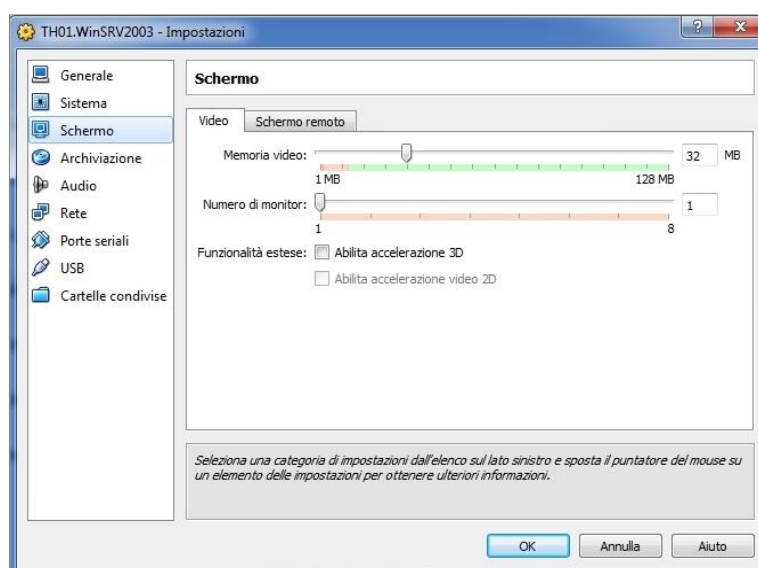 TH01.WinSRV2003 - Impostazioni
Generale
Sistema
Schermo
Archiviazione
Audio
Rete
Porte seriali
USB
Cartelle condivise
Schermo
Video
Schermo remoto
Memoria video:
32 MB
1 MB
128 MB
Numero di monitor:
1
1
8
Funzionalità estese:
Abilita accelerazione 3D
Abilita accelerazione video 2D
Seleziona una categoria di impostazioni dall'elenco sul lato sinistro e sposta il puntatore del mouse su
un elemento delle impostazioni per ottenere ulteriori informazioni.
OK
Annulla
Aiuto